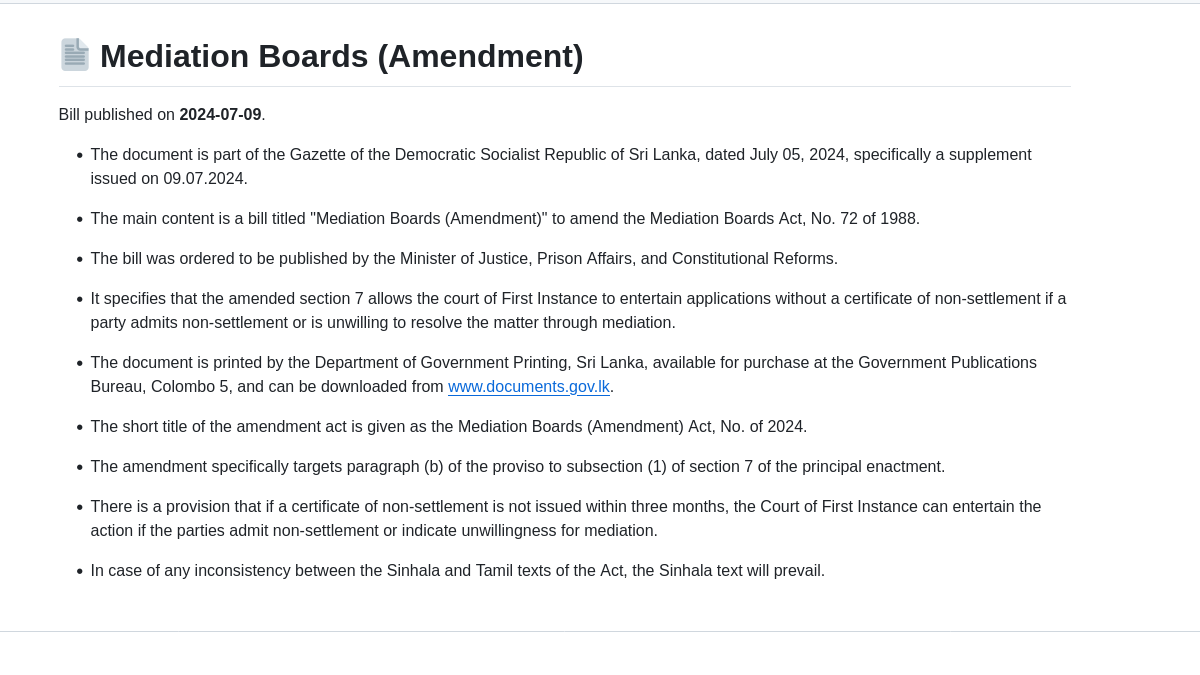 Mediation Boards (Amendment)
Bill published on 2024-07-09.
• The document is part of the Gazette of the Democratic Socialist Republic of Sri Lanka, dated July 05, 2024, specifically a supplement
issued on 09.07.2024.
• The main content is a bill titled "Mediation Boards (Amendment)" to amend the Mediation Boards Act, No. 72 of 1988.
• The bill was ordered to be published by the Minister of Justice, Prison Affairs, and Constitutional Reforms.
• It specifies that the amended section 7 allows the court of First Instance to entertain applications without a certificate of non-settlement if a
party admits non-settlement or is unwilling to resolve the matter through mediation.
• The document is printed by the Department of Government Printing, Sri Lanka, available for purchase at the Government Publications
Bureau, Colombo 5, and can be downloaded from www.documents.gov.lk.
• The short title of the amendment act is given as the Mediation Boards (Amendment) Act, No. of 2024.
• The amendment specifically targets paragraph (b) of the proviso to subsection (1) of section 7 of the principal enactment.
• There is a provision that if a certificate of non-settlement is not issued within three months, the Court of First Instance can entertain the
action if the parties admit non-settlement or indicate unwillingness for mediation.
• In case of any inconsistency between the Sinhala and Tamil texts of the Act, the Sinhala text will prevail.